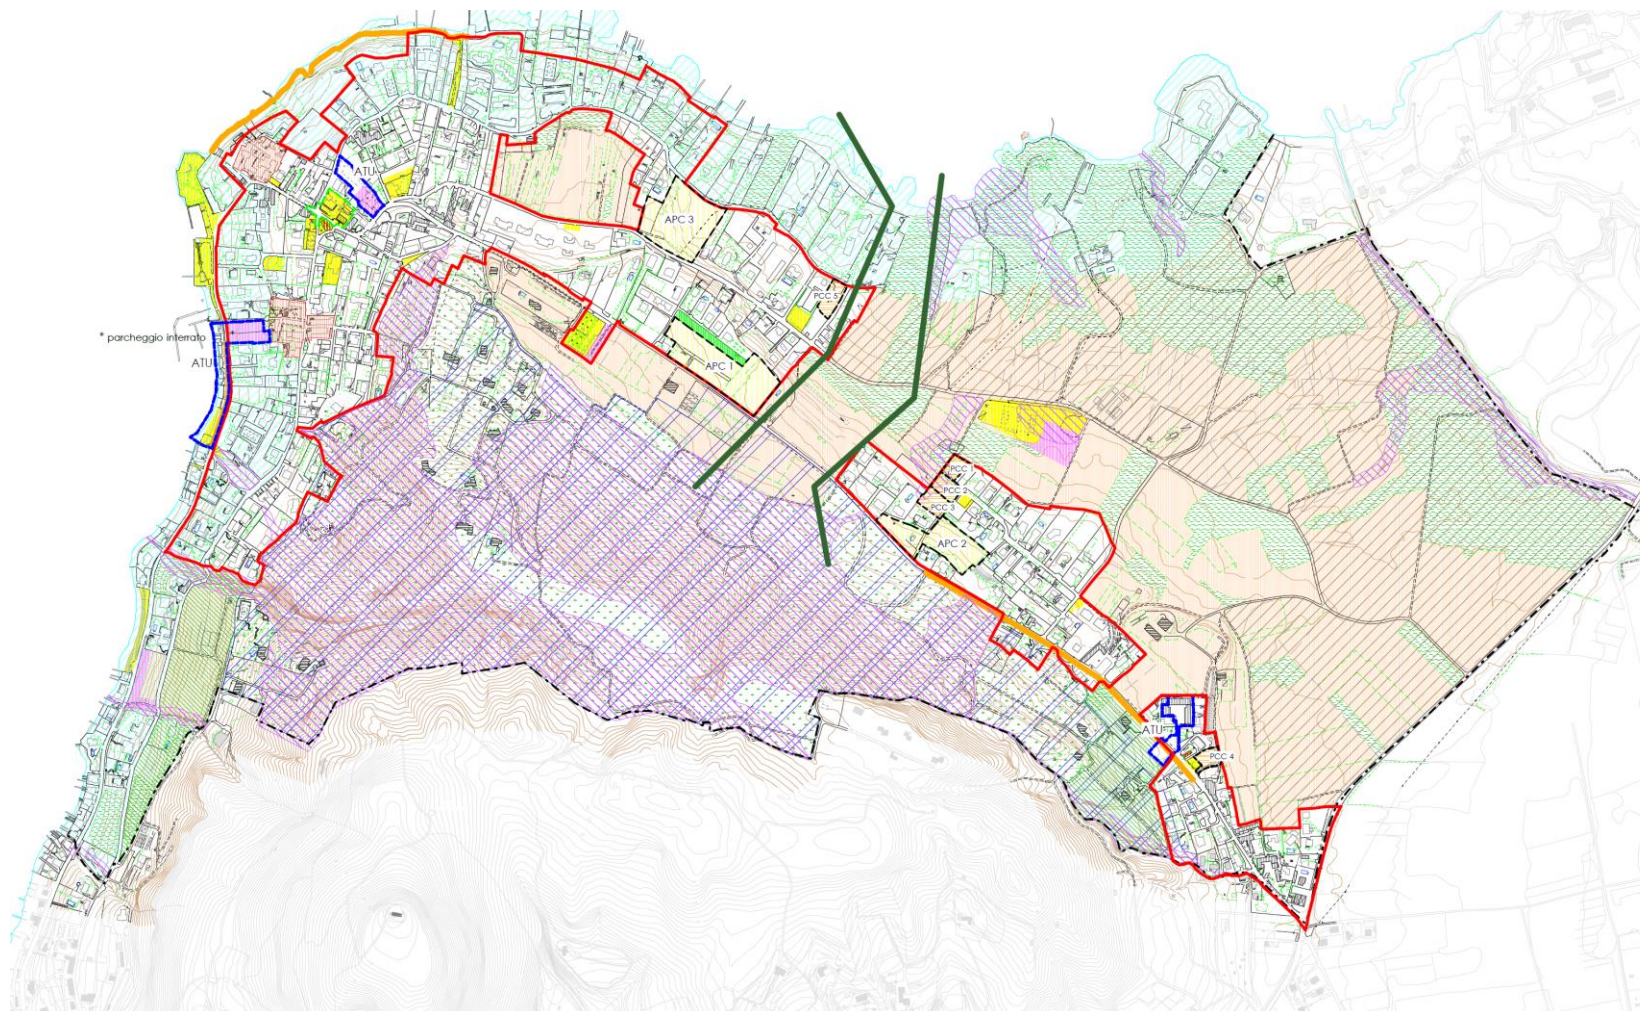 ATU
APC 3
PCC 5
* parcheggio interrato
ATU
APC 1
PCC 1
PCC 2
PCC 3
APC 2
ATU
PCC 4